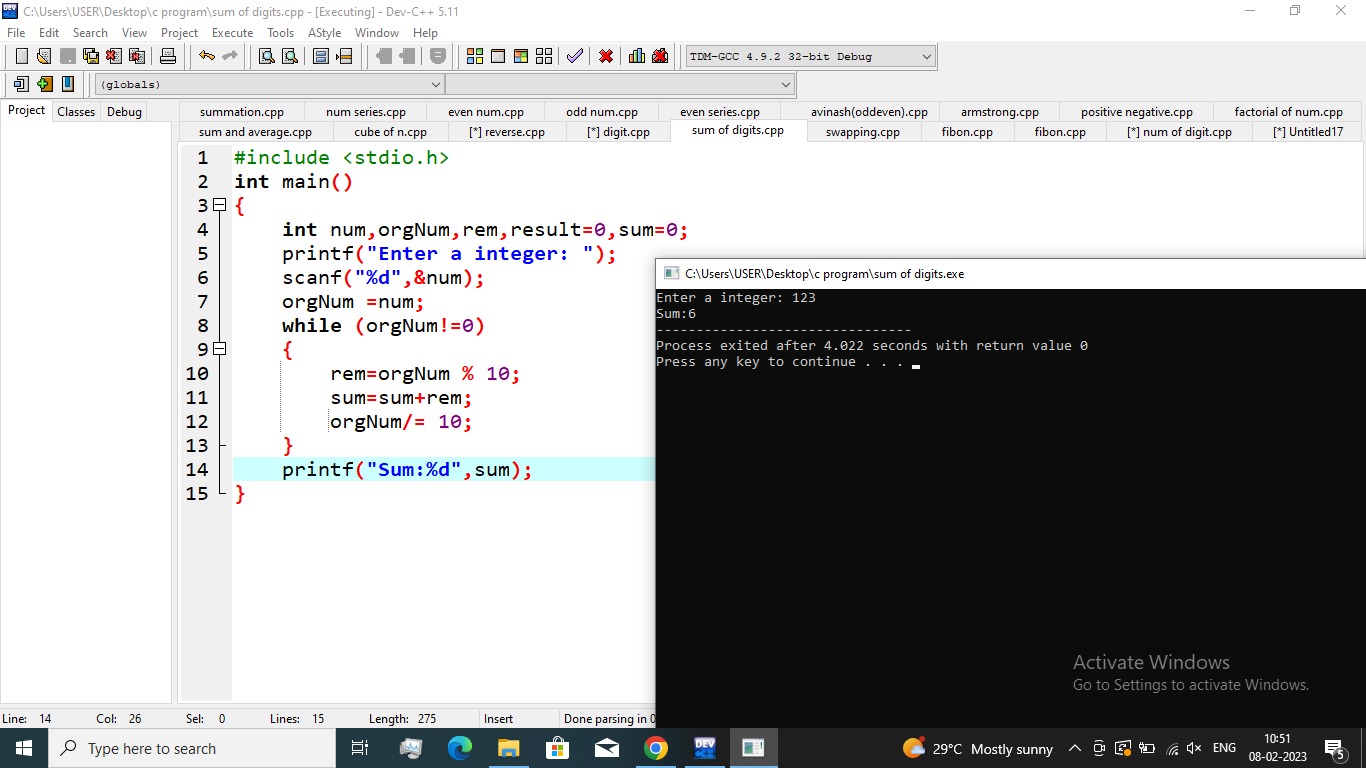 C:\Users\USER\Desktop\c program\sum of digits.cpp - [Executing] - Dev-C++ 5.11
File Edit Search View Project Execute Tools AStyle Window Help
TDM-GCC 4.9.2 32-bit Debug
(globals)
Project Classes Debug
summation.cpp num series.cpp even num.cpp odd num.cpp even series.cpp avinash(oddeven).cpp armstrong.cpp positive negative.cpp factorial of num.cpp
sum and average.cpp cube of n.cpp [*] reverse.cpp [*] digit.cpp sum of digits.cpp swapping.cpp fibon.cpp fibon.cpp [*] num of digit.cpp [*] Untitled17
1 #include <stdio.h>
2 int main()
3 {
4 int num,orgNum,rem,result=0,sum=0;
5 printf("Enter a integer: ");
6 scanf("%d",&num);
7 orgNum =num;
8 while (orgNum!=0)
9 {
10 rem=orgNum % 10;
11 sum=sum+rem;
12 orgNum/= 10;
13 }
14 printf("Sum:%d",sum);
15 }
C:\Users\USER\Desktop\c program\sum of digits.exe
Enter a integer: 123
Sum:6
--------------------------------
Process exited after 4.022 seconds with return value 0
Press any key to continue . . .
Activate Windows
Go to Settings to activate Windows.
Line: 14 Col: 26 Sel: 0 Lines: 15 Length: 275 Insert Done parsing in 0
Type here to search
DEV
29°C Mostly sunny
ENG
10:51
08-02-2023
5